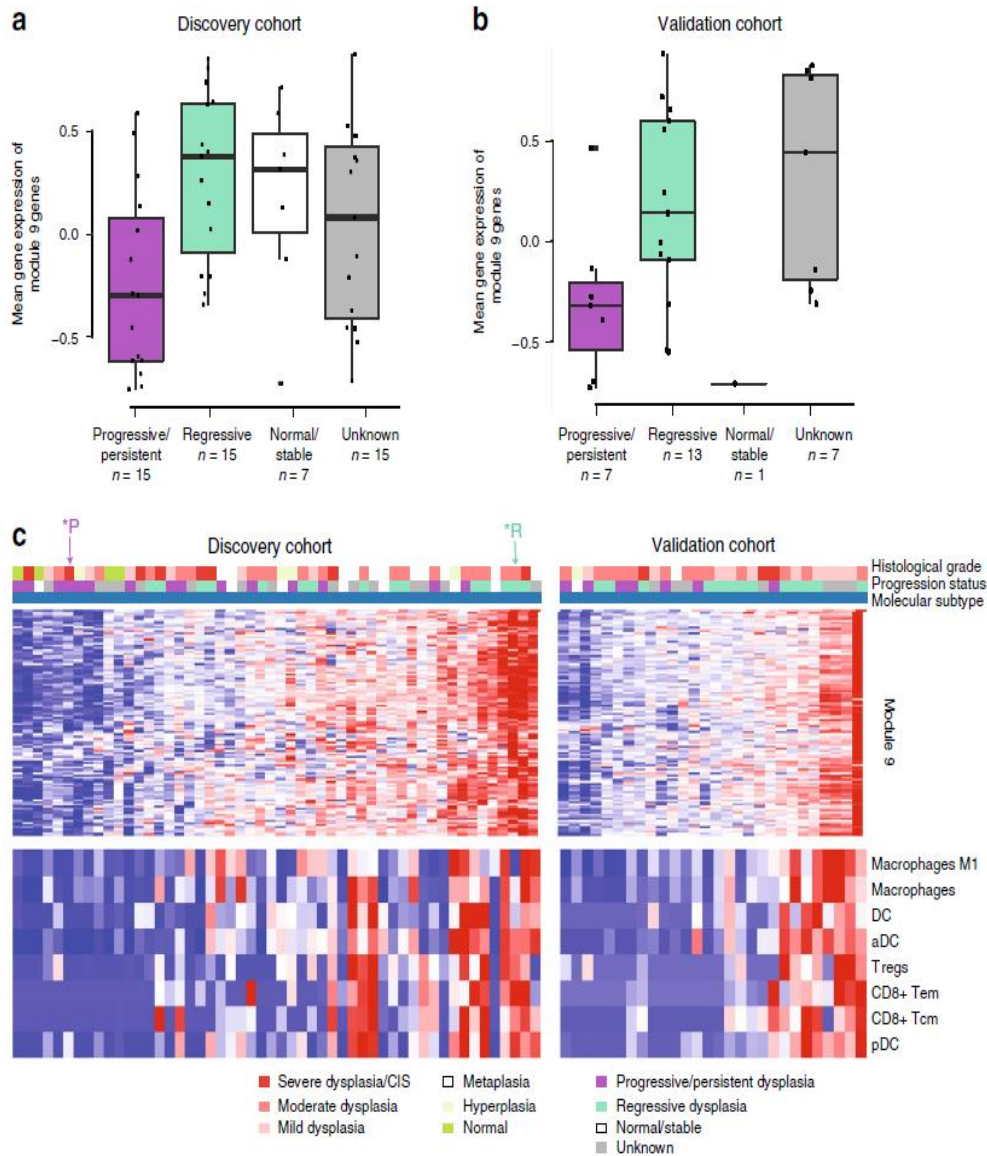 a
Discovery cohort
Mean gene expression of
module 9 genes
0.5
0.0
−0.5
Progressive/
persistent
n = 15
Regressive
n = 15
Normal/
stable
n = 7
Unknown
n = 15
b
Validation cohort
Mean gene expression of
module 9 genes
0.5
0.0
−0.5
Progressive/
persistent
n = 7
Regressive
n = 13
Normal/
stable
n = 1
Unknown
n = 7
c
*P
Discovery cohort
*R
Validation cohort
Histological grade
Progression status
Molecular subtype
Module 9
Macrophages M1
Macrophages
DC
aDC
Tregs
CD8+ Tem
CD8+ Tcm
pDC
Severe dysplasia/CIS
Moderate dysplasia
Mild dysplasia
Metaplasia
Hyperplasia
Normal
Progressive/persistent dysplasia
Regressive dysplasia
Normal/stable
Unknown